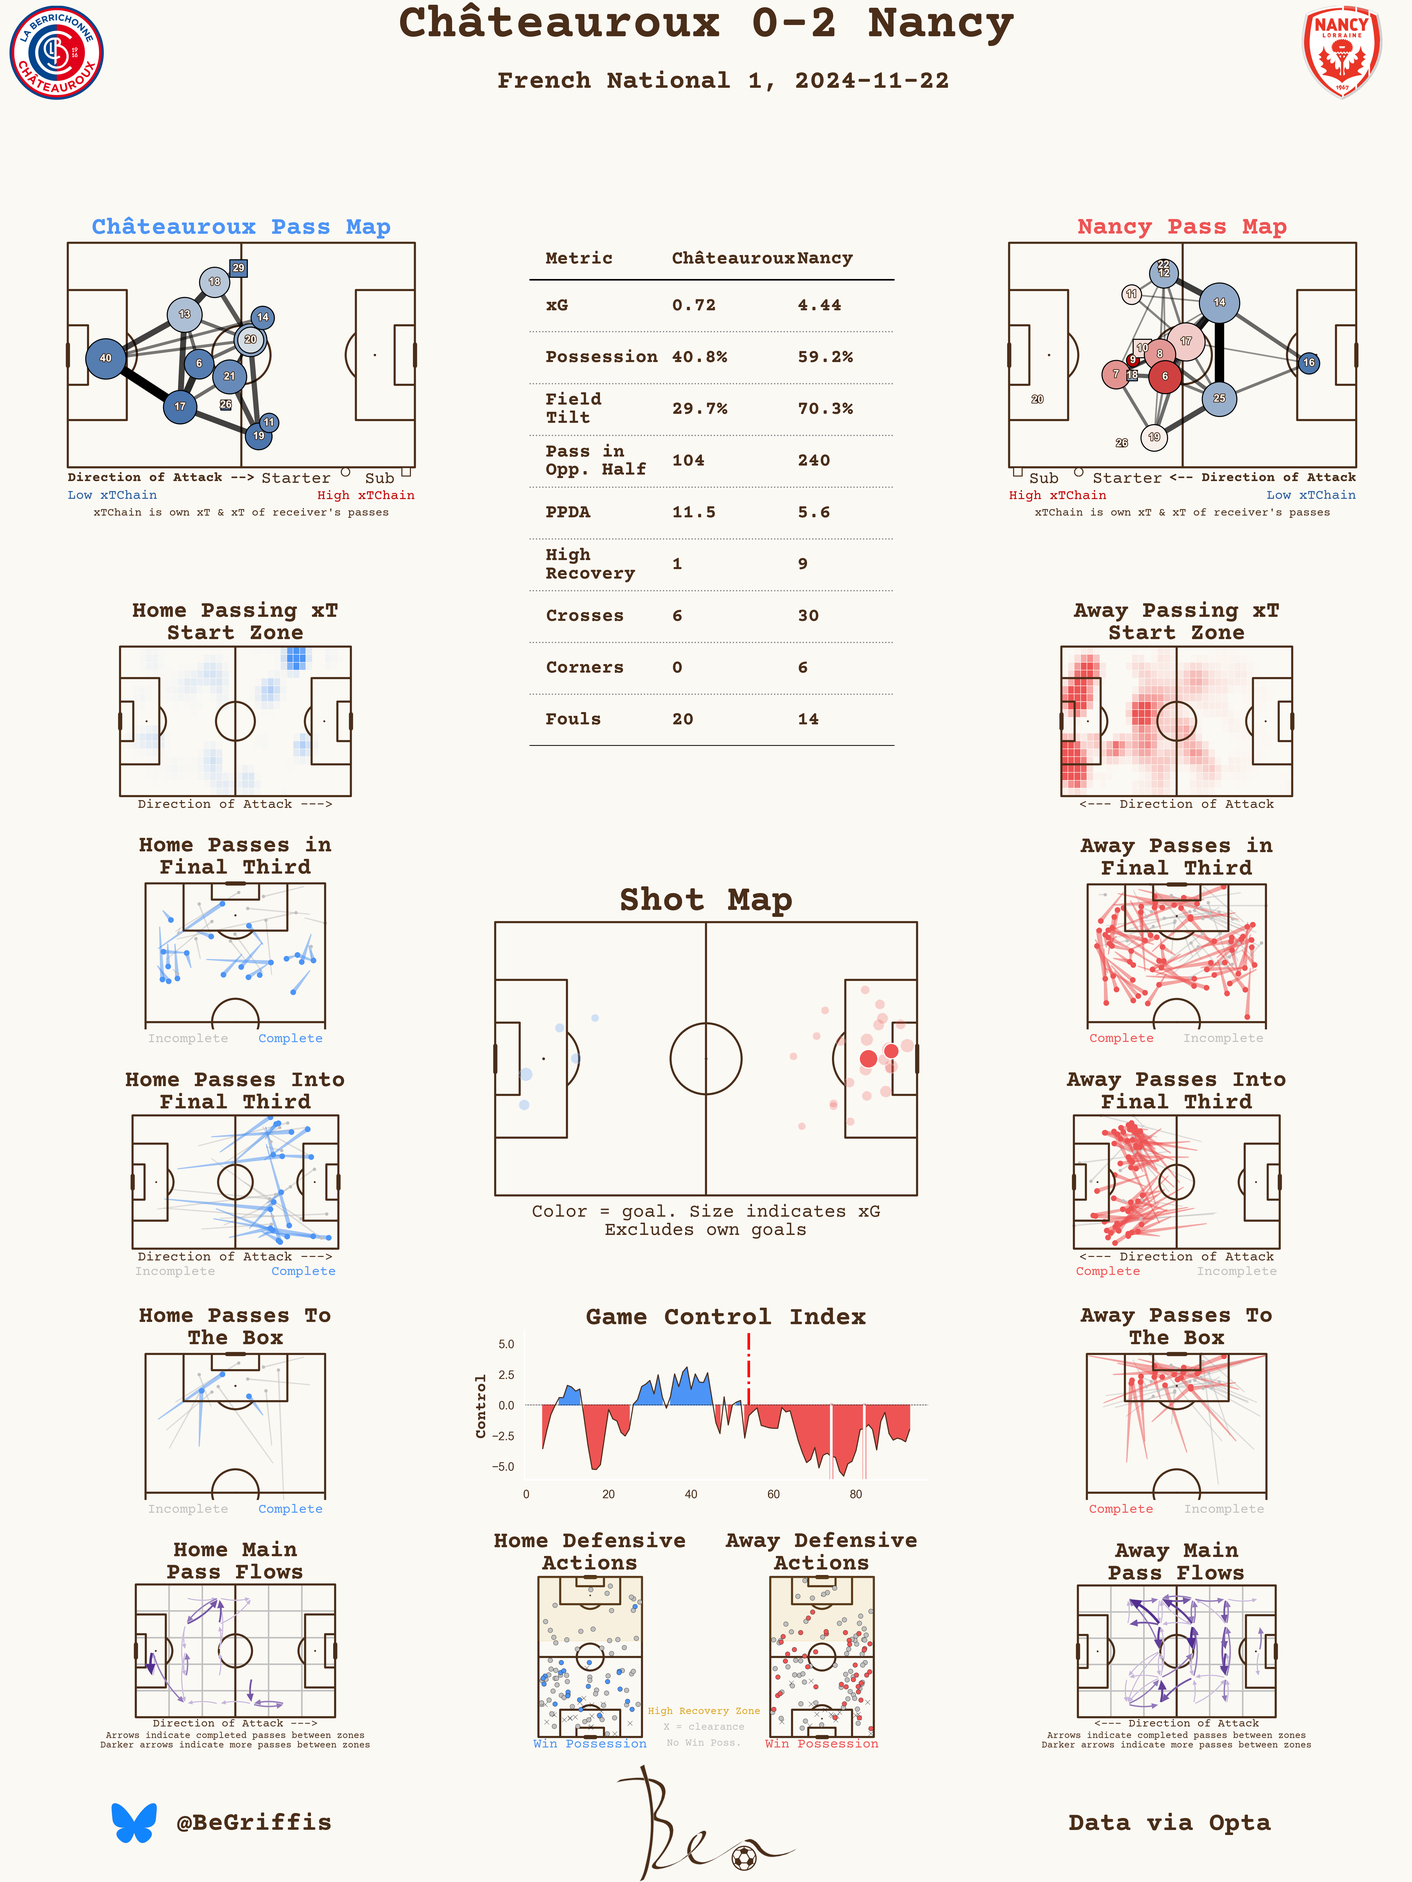 Châteauroux 0-2 Nancy
French National 1, 2024-11-22
LA BERRICHONNE
19
16
CHÂTEAUROUX
NANCY
LORRAINE
1967
Châteauroux Pass Map
29
18
13
14
20
40
6
21
17
26
11
19
Direction of Attack --> Starter Sub
Low xTChain High xTChain
xTChain is own xT & xT of receiver's passes
Metric Châteauroux Nancy
xG 0.72 4.44
Possession 40.8% 59.2%
Field
Tilt 29.7% 70.3%
Pass in
Opp. Half 104 240
PPDA 11.5 5.6
High
Recovery 1 9
Crosses 6 30
Corners 0 6
Fouls 20 14
Nancy Pass Map
22
12
11
14
17
10
8
9
16
7
18
6
20
25
19
26
Sub Starter <-- Direction of Attack
High xTChain Low xTChain
xTChain is own xT & xT of receiver's passes
Home Passing xT
Start Zone
Direction of Attack --->
Away Passing xT
Start Zone
<--- Direction of Attack
Home Passes in
Final Third
Incomplete Complete
Away Passes in
Final Third
Complete Incomplete
Shot Map
Color = goal. Size indicates xG
Excludes own goals
Home Passes Into
Final Third
Direction of Attack --->
Incomplete Complete
Away Passes Into
Final Third
<--- Direction of Attack
Complete Incomplete
Home Passes To
The Box
Incomplete Complete
Game Control Index
Control
5.0
2.5
0.0
−2.5
−5.0
0 20 40 60 80
Away Passes To
The Box
Complete Incomplete
Home Main
Pass Flows
Direction of Attack --->
Arrows indicate completed passes between zones
Darker arrows indicate more passes between zones
Home Defensive
Actions
Win Possession
High Recovery Zone
X = clearance
No Win Poss.
Away Defensive
Actions
Win Possession
Away Main
Pass Flows
<--- Direction of Attack
Arrows indicate completed passes between zones
Darker arrows indicate more passes between zones
@BeGriffis
Ben
Data via Opta